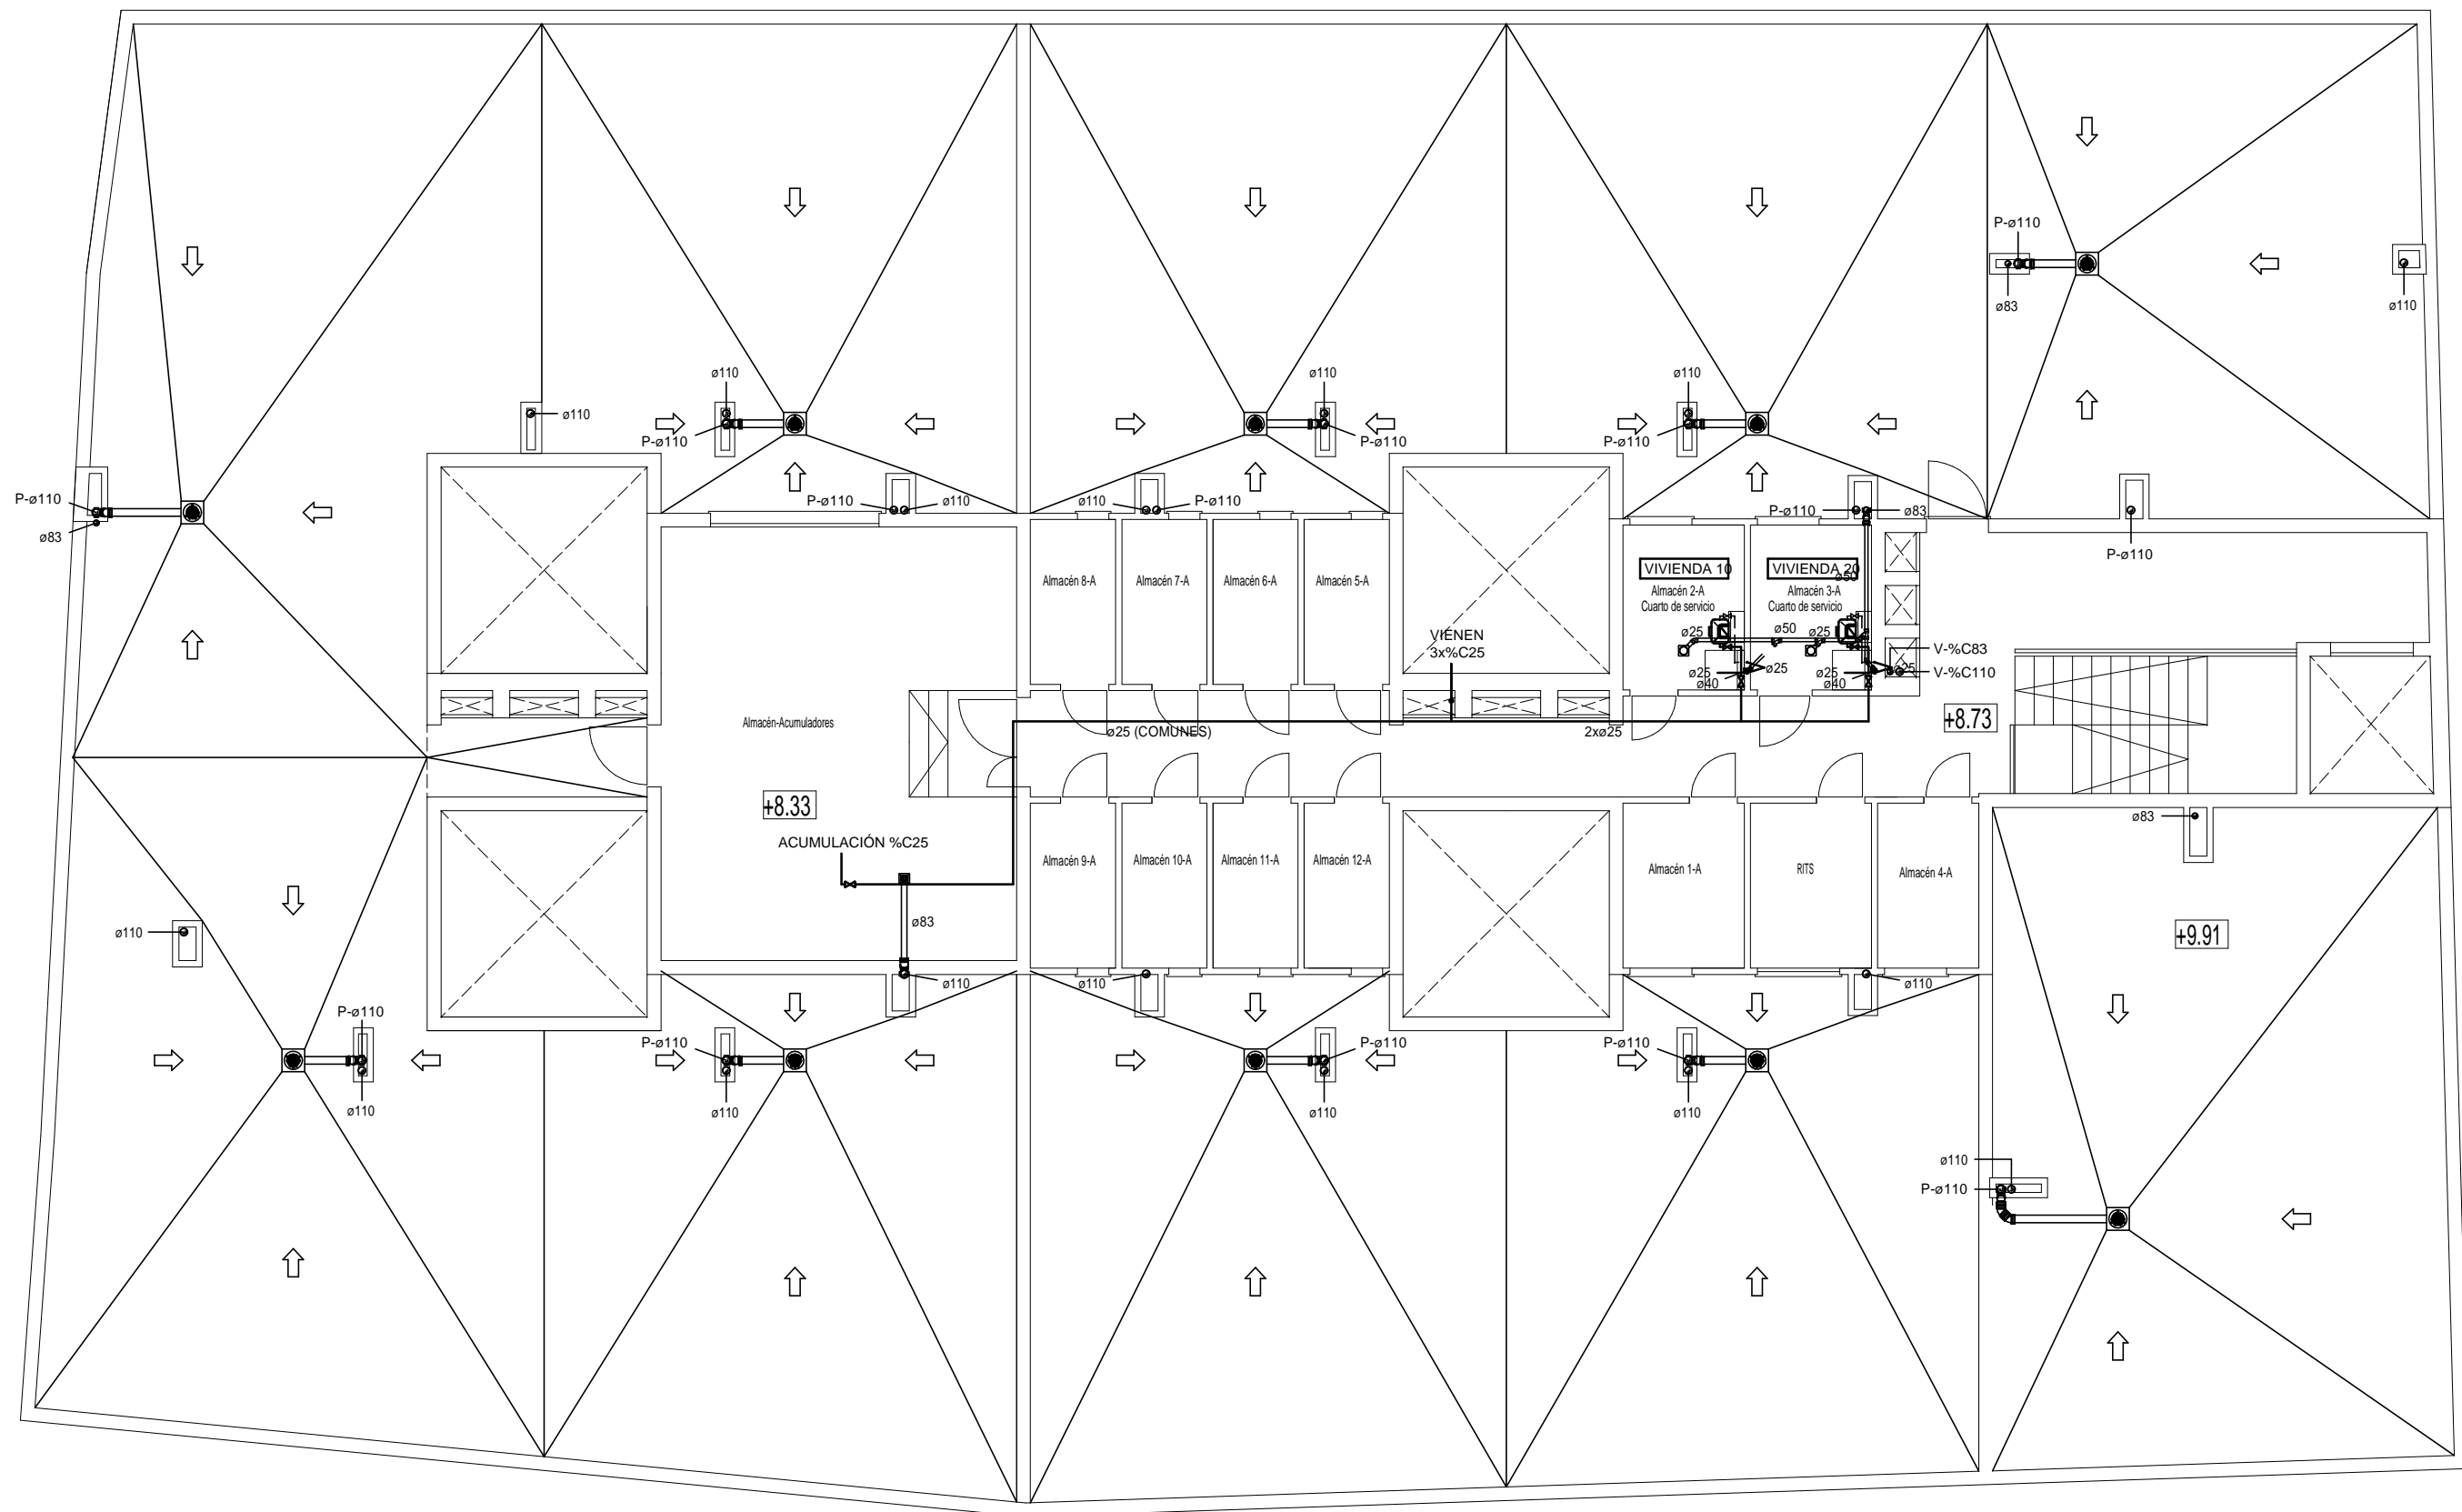 P-ø110
ø83
ø110
ø110
ø110
ø110
ø110
P-ø110
P-ø110
P-ø110
P-ø110
ø83
P-ø110
ø110
ø110
P-ø110
P-ø110
ø83
P-ø110
VIVIENDA 10
VIVIENDA 20
ø50
Almacén 8-A
Almacén 7-A
Almacén 6-A
Almacén 5-A
Almacén 2-A
Cuarto de servicio
Almacén 3-A
Cuarto de servicio
VIENEN
3x%C25
ø25
ø50
ø25
V-%C83
ø25
ø25
ø25
ø25
V-%C110
ø40
ø40
Almacén-Acumuladores
+8.73
ø25 (COMUNES)
2xø25
+8.33
ø83
ACUMULACIÓN %C25
Almacén 9-A
Almacén 10-A
Almacén 11-A
Almacén 12-A
Almacén 1-A
RITS
Almacén 4-A
ø83
ø110
+9.91
ø110
ø110
ø110
P-ø110
P-ø110
P-ø110
P-ø110
ø110
ø110
ø110
ø110
ø110
P-ø110